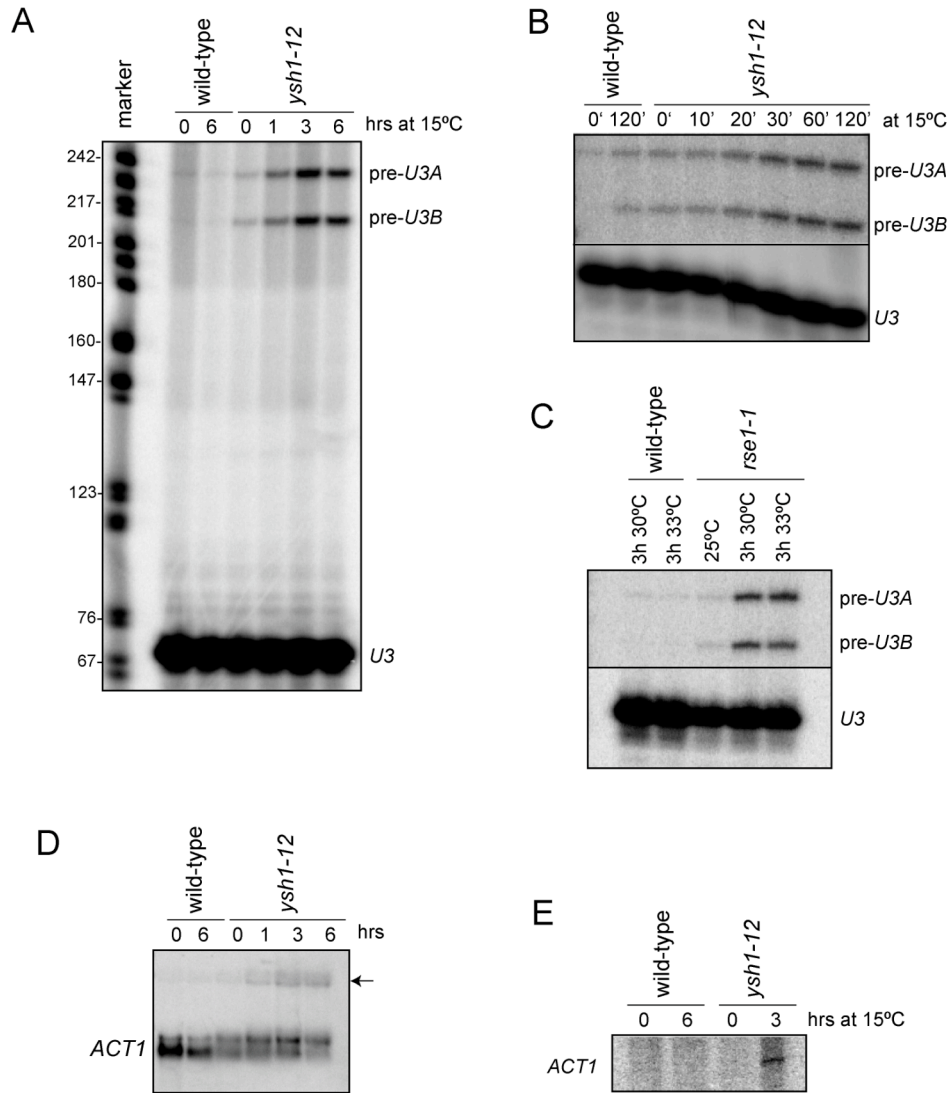 A
marker
wild-type
ysh1-12
0 6 0 1 3 6 hrs at 15ºC
242-
217-
201-
180-
160-
147-
123-
76-
67-
pre-U3A
pre-U3B
U3
B
wild-type
ysh1-12
0‘ 120’ 0‘ 10’ 20’ 30’ 60’ 120’ at 15ºC
pre-U3A
pre-U3B
U3
C
wild-type
rse1-1
3h 30ºC
3h 33ºC
25ºC
3h 30ºC
3h 33ºC
pre-U3A
pre-U3B
U3
D
wild-type
ysh1-12
0 6 0 1 3 6 hrs
ACT1
E
wild-type
ysh1-12
0 6 0 3 hrs at 15ºC
ACT1